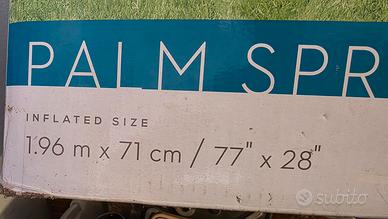 PALM SPR
INFLATED SIZE
1.96 m x 71 cm / 77" x 28"
subito